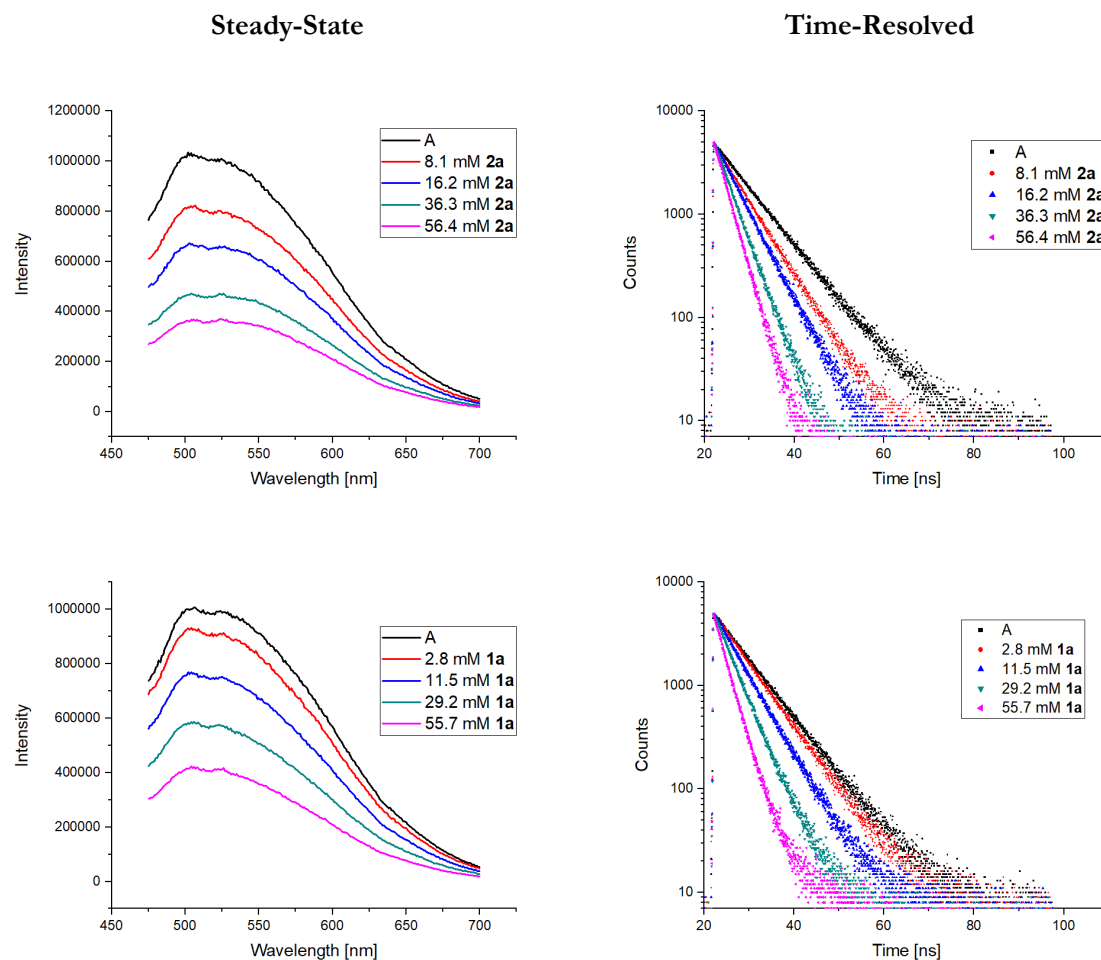 Steady-State
Time-Resolved
1200000
1000000
800000
600000
400000
200000
0
Intensity
450
500
550
600
650
700
Wavelength [nm]
A
8.1 mM 2a
16.2 mM 2a
36.3 mM 2a
56.4 mM 2a
10000
1000
100
10
Counts
20
40
60
80
100
Time [ns]
A
8.1 mM 2a
16.2 mM 2a
36.3 mM 2a
56.4 mM 2a
1000000
800000
600000
400000
200000
0
Intensity
450
500
550
600
650
700
Wavelength [nm]
A
2.8 mM 1a
11.5 mM 1a
29.2 mM 1a
55.7 mM 1a
10000
1000
100
10
Counts
20
40
60
80
100
Time [ns]
A
2.8 mM 1a
11.5 mM 1a
29.2 mM 1a
55.7 mM 1a